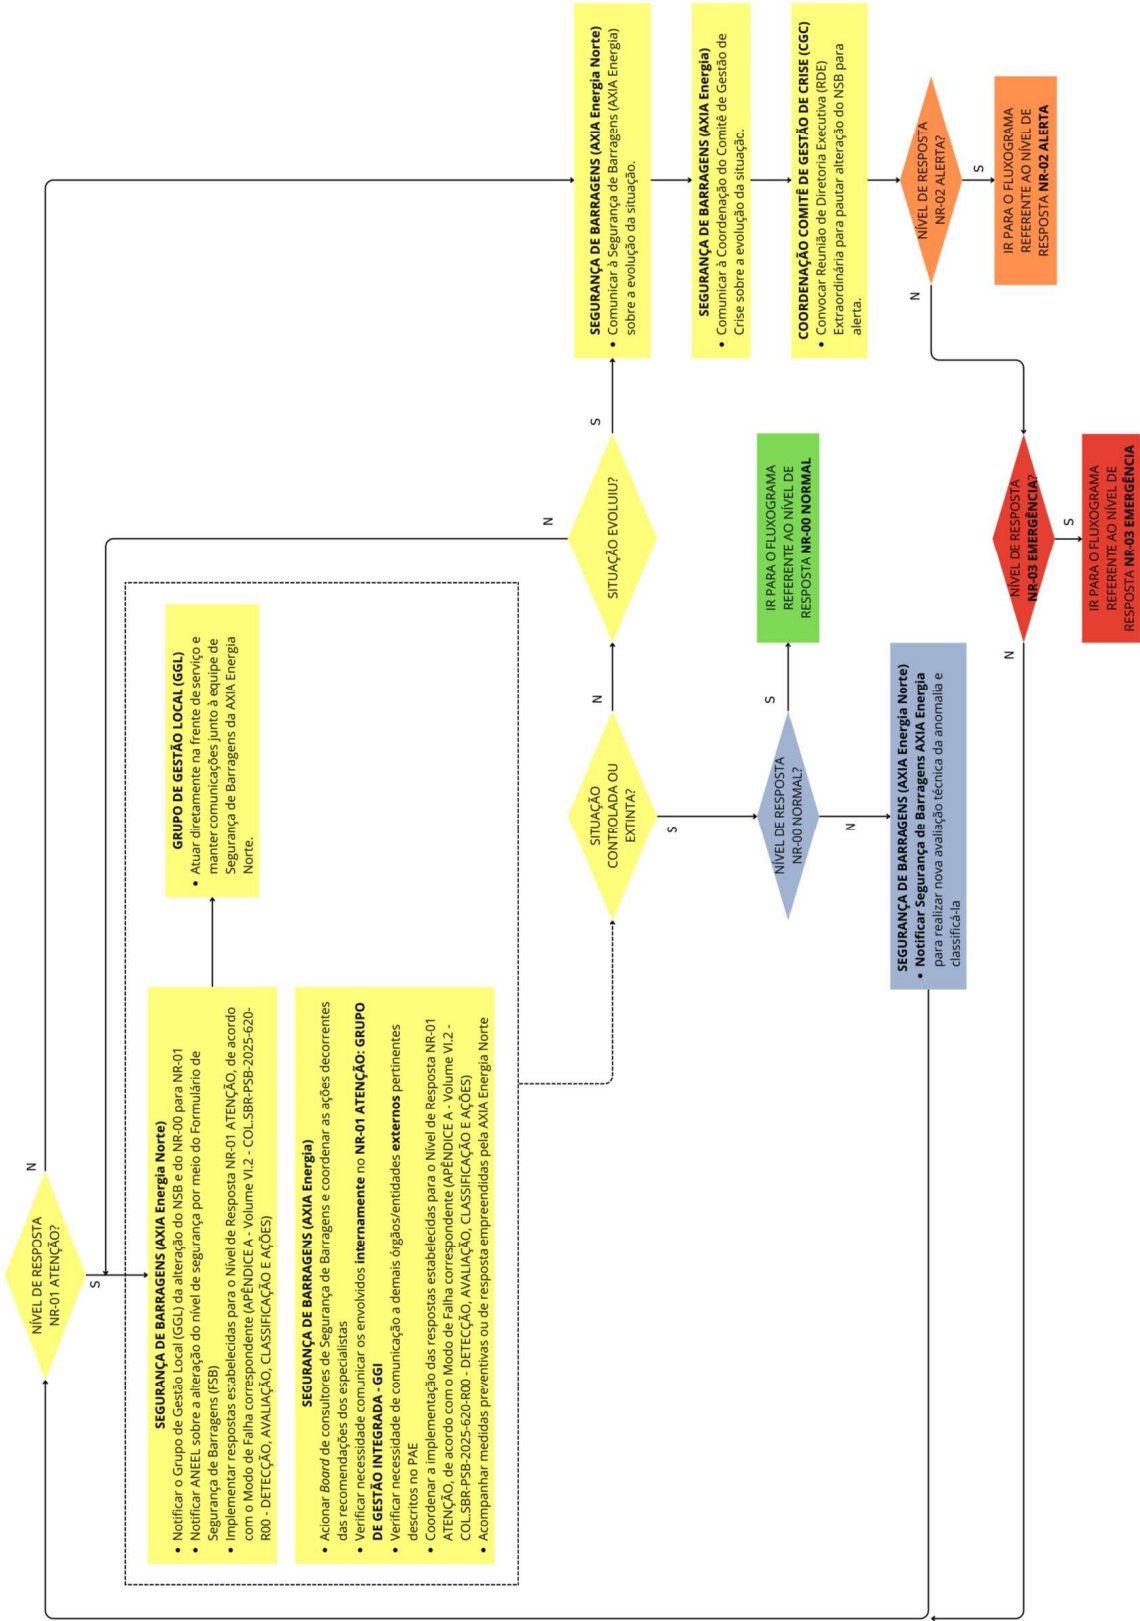 NÍVEL DE RESPOSTA
NR-01 ATENÇÃO?
N
S
SEGURANÇA DE BARRAGENS (AXIA Energia Norte)
• Notificar o Grupo de Gestão Local (GGL) da alteração do NSB e do NR-00 para NR-01
• Notificar ANEEL sobre a alteração do nível de segurança por meio do Formulário de
Segurança de Barragens (FSB)
• Implementar respostas estabelecidas para o Nível de Resposta NR-01 ATENÇÃO, de acordo
com o Modo de Falha correspondente (APÊNDICE A - Volume VI.2 - COL.SBR-PSB-2025-620-
R00 - DETECÇÃO, AVALIAÇÃO, CLASSIFICAÇÃO E AÇÕES)
GRUPO DE GESTÃO LOCAL (GGL)
• Atuar diretamente na frente de serviço e
manter comunicações junto à equipe de
Segurança de Barragens da AXIA Energia
Norte.
SEGURANÇA DE BARRAGENS (AXIA Energia)
• Acionar Board de consultores de Segurança de Barragens e coordenar as ações decorrentes
das recomendações dos especialistas
• Verificar necessidade comunicar os envolvidos internamente no NR-01 ATENÇÃO: GRUPO
DE GESTÃO INTEGRADA - GGI
• Verificar necessidade de comunicação a demais órgãos/entidades externos pertinentes
descritos no PAE
• Coordenar a implementação das respostas estabelecidas para o Nível de Resposta NR-01
ATENÇÃO, de acordo com o Modo de Falha correspondente (APÊNDICE A - Volume VI.2 -
COL.SBR-PSB-2025-620-R00 - DETECÇÃO, AVALIAÇÃO, CLASSIFICAÇÃO E AÇÕES)
• Acompanhar medidas preventivas ou de resposta empreendidas pela AXIA Energia Norte
SITUAÇÃO
CONTROLADA OU
EXTINTA?
N
S
SITUAÇÃO EVOLUIU?
N
S
SEGURANÇA DE BARRAGENS (AXIA Energia Norte)
• Comunicar à Segurança de Barragens (AXIA Energia)
sobre a evolução da situação.
SEGURANÇA DE BARRAGENS (AXIA Energia)
• Comunicar à Coordenação do Comitê de Gestão de
Crise sobre a evolução da situação.
COORDENAÇÃO COMITÊ DE GESTÃO DE CRISE (CGC)
• Convocar Reunião de Diretoria Executiva (RDE)
Extraordinária para pautar alteração do NSB para
alerta.
NÍVEL DE RESPOSTA
NR-00 NORMAL?
S
N
IR PARA O FLUXOGRAMA
REFERENTE AO NÍVEL DE
RESPOSTA NR-00 NORMAL
SEGURANÇA DE BARRAGENS (AXIA Energia Norte)
• Notificar Segurança de Barragens AXIA Energia
para realizar nova avaliação técnica da anomalia e
classificá-la
NÍVEL DE RESPOSTA
NR-02 ALERTA?
N
S
IR PARA O FLUXOGRAMA
REFERENTE AO NÍVEL DE
RESPOSTA NR-02 ALERTA
NÍVEL DE RESPOSTA
NR-03 EMERGÊNCIA?
N
S
IR PARA O FLUXOGRAMA
REFERENTE AO NÍVEL DE
RESPOSTA NR-03 EMERGÊNCIA